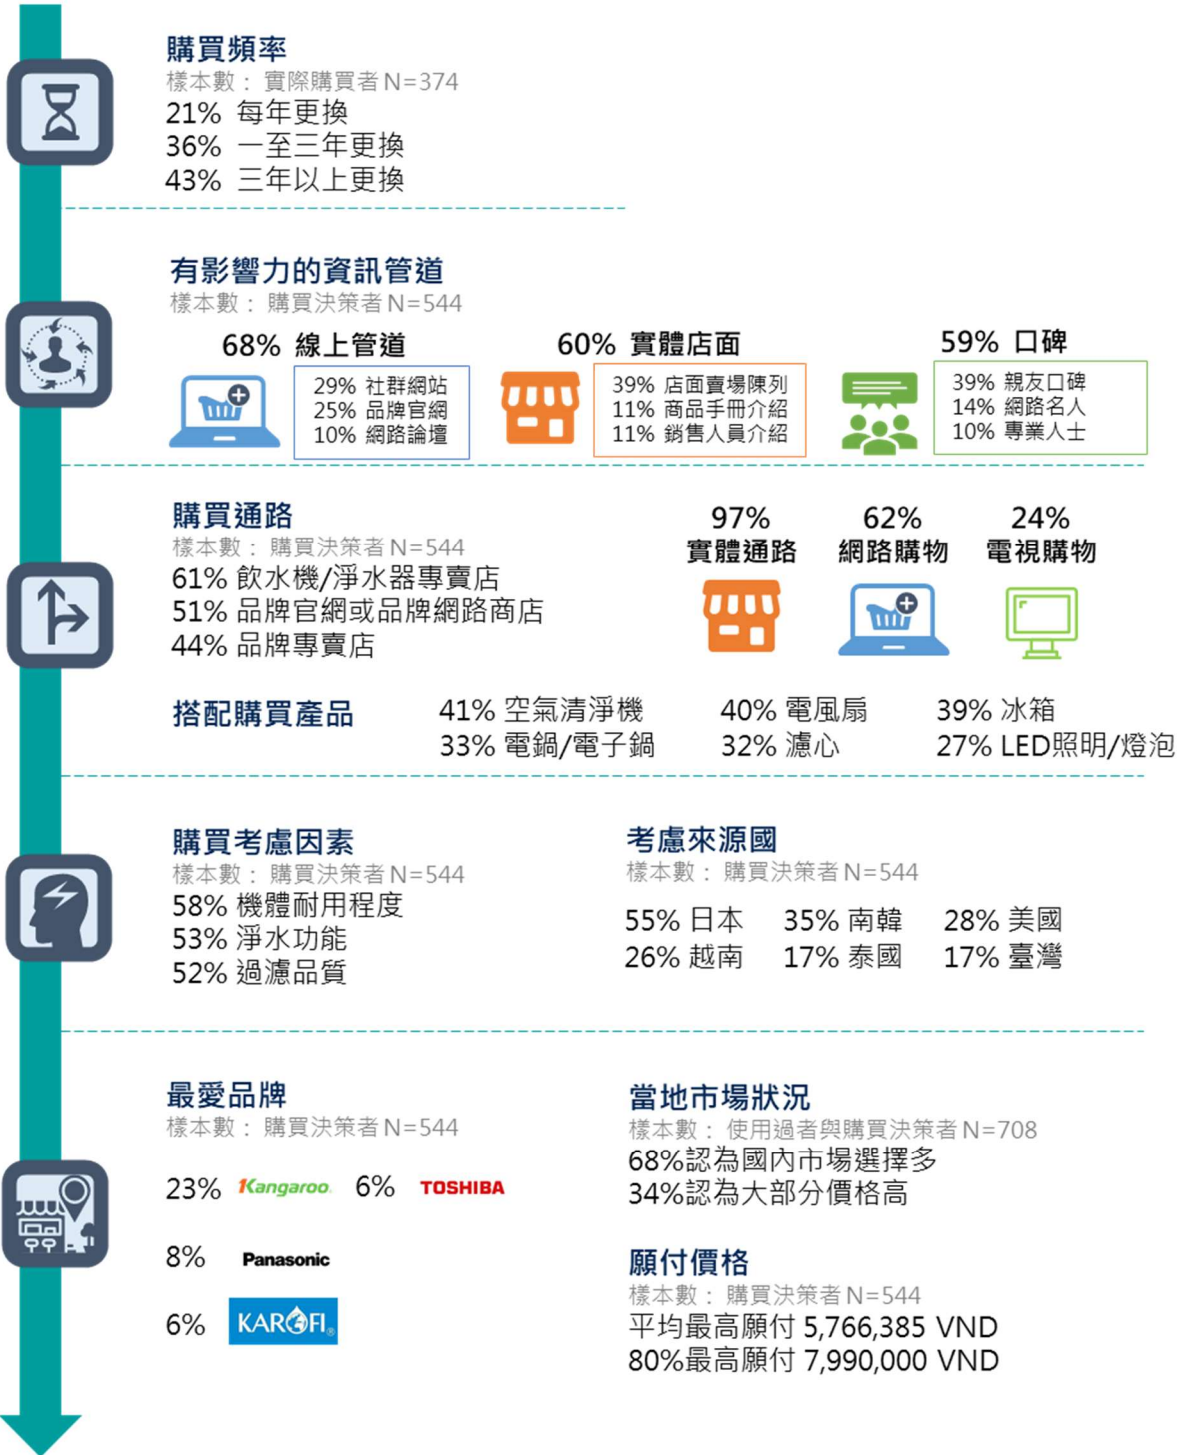 購買頻率
樣本數： 實際購買者 N=374
21% 每年更換
36% 一至三年更換
43% 三年以上更換
有影響力的資訊管道
樣本數： 購買決策者 N=544
68% 線上管道
29% 社群網站
25% 品牌官網
10% 網路論壇
60% 實體店面
39% 店面賣場陳列
11% 商品手冊介紹
11% 銷售人員介紹
59% 口碑
39% 親友口碑
14% 網路名人
10% 專業人士
購買通路
樣本數： 購買決策者 N=544
61% 飲水機/淨水器專賣店
51% 品牌官網或品牌網路商店
44% 品牌專賣店
97%
實體通路
62%
網路購物
24%
電視購物
搭配購買產品
41% 空氣清淨機
40% 電風扇
39% 冰箱
33% 電鍋/電子鍋
32% 濾心
27% LED照明/燈泡
購買考慮因素
樣本數： 購買決策者 N=544
58% 機體耐用程度
53% 淨水功能
52% 過濾品質
考慮來源國
樣本數： 購買決策者 N=544
55% 日本 35% 南韓 28% 美國
26% 越南 17% 泰國 17% 臺灣
最愛品牌
樣本數： 購買決策者 N=544
23% Kangaroo 6% TOSHIBA
8% Panasonic
6% KAROFI®
當地市場狀況
樣本數： 使用過者與購買決策者 N=708
68%認為國內市場選擇多
34%認為大部分價格高
願付價格
樣本數： 購買決策者 N=544
平均最高願付 5,766,385 VND
80%最高願付 7,990,000 VND